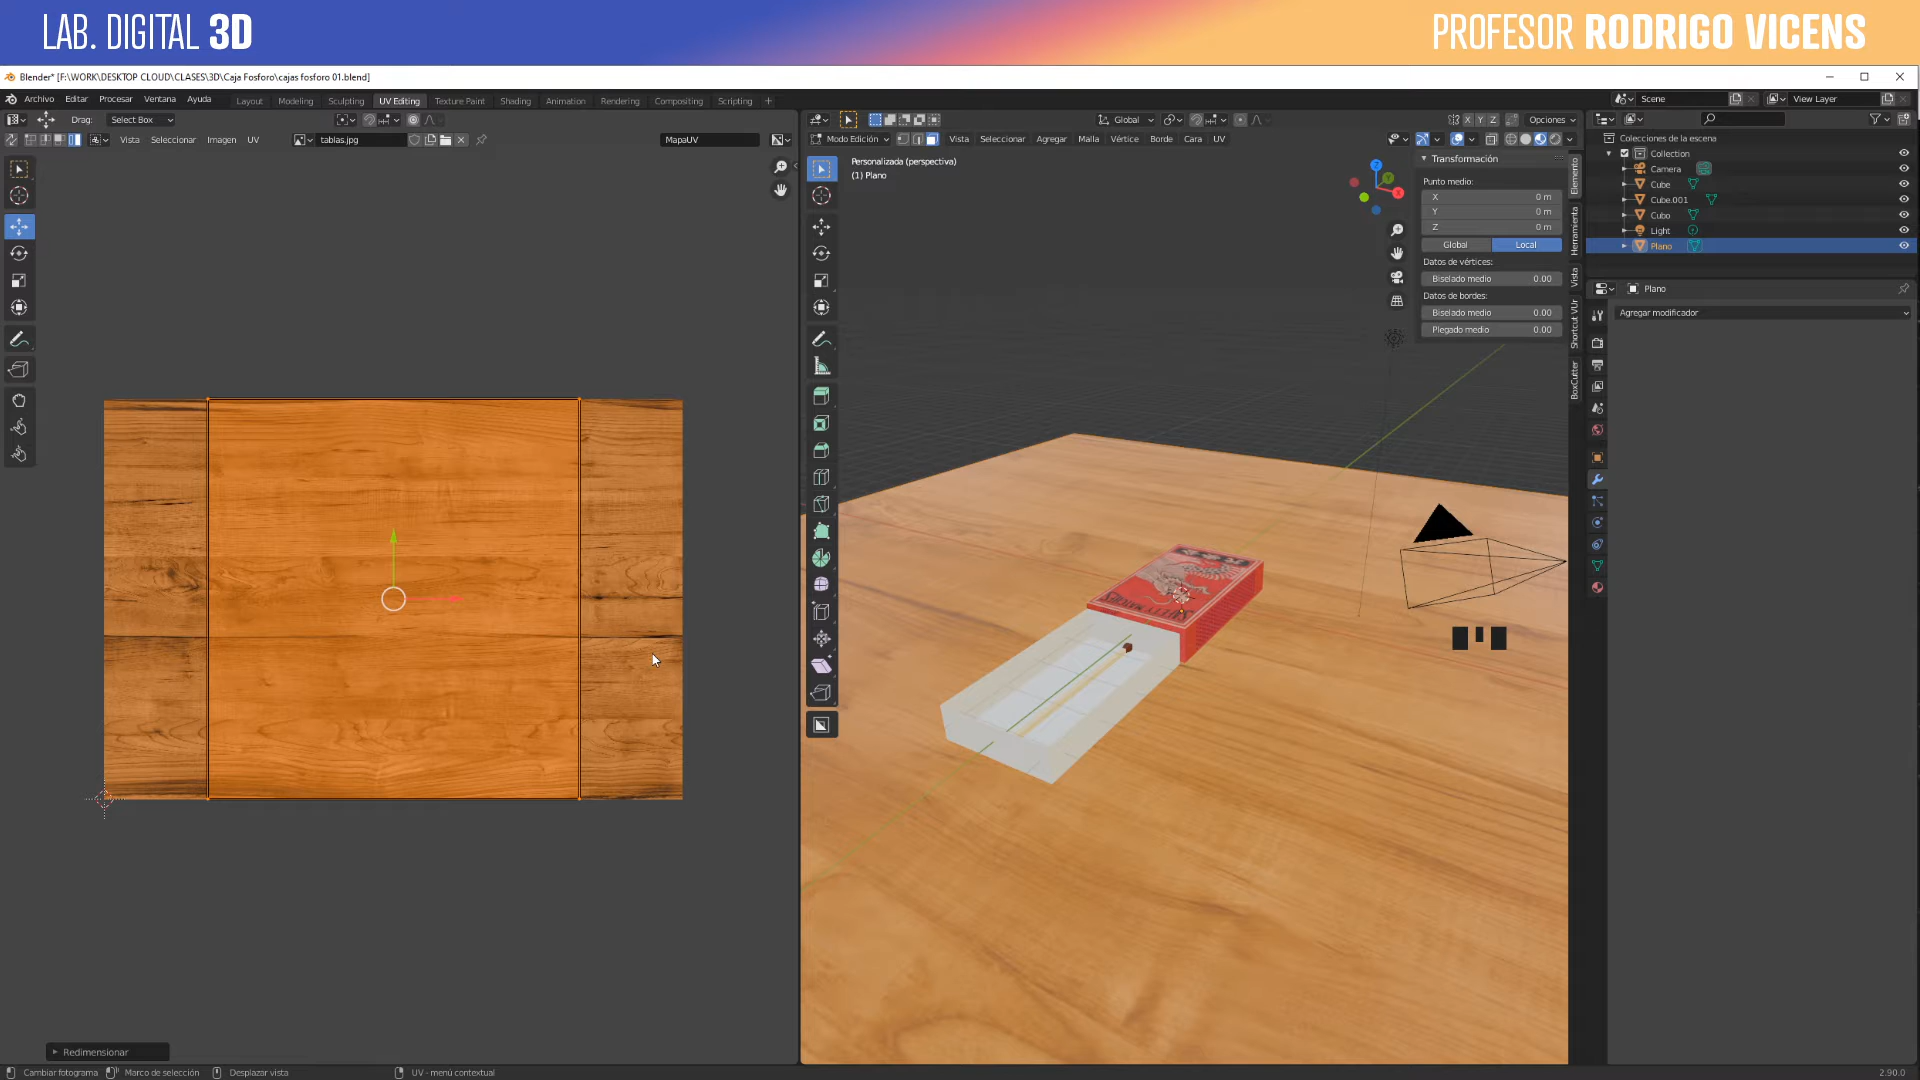 LAB. DIGITAL 3D
PROFESOR RODRIGO VICENS
Blender* [F:\WORK\DESKTOP CLOUD\CLASES\3D\Caja Fosforo\cajas fosforo 01.blend]
Archivo Editar Procesar Ventana Ayuda
Layout Modeling Sculpting UV Editing Texture Paint Shading Animation Rendering Compositing Scripting +
Scene View Layer
Drag: Select Box
Global
X Y Z
Opciones
Vista Seleccionar Imagen UV
tablas.jpg
MapaUV
Modo Edición Vista Seleccionar Agregar Malla Vértice Borde Cara UV
Personalizada (perspectiva)
(1) Plano
Transformación
Punto medio:
X 0 m
Y 0 m
Z 0 m
Global Local
Datos de vértices:
Biselado medio 0.00
Datos de bordes:
Biselado medio 0.00
Plegado medio 0.00
Elemento
Herramienta
Vista
Shortcut VUr
BoxCutter
Colecciones de la escena
Collection
Camera
Cube
Cube.001
Cubo
Light
Plano
Plano
Agregar modificador
Redimensionar
Cambiar fotograma Marco de selección Desplazar vista UV - menú contextual
2.90.0